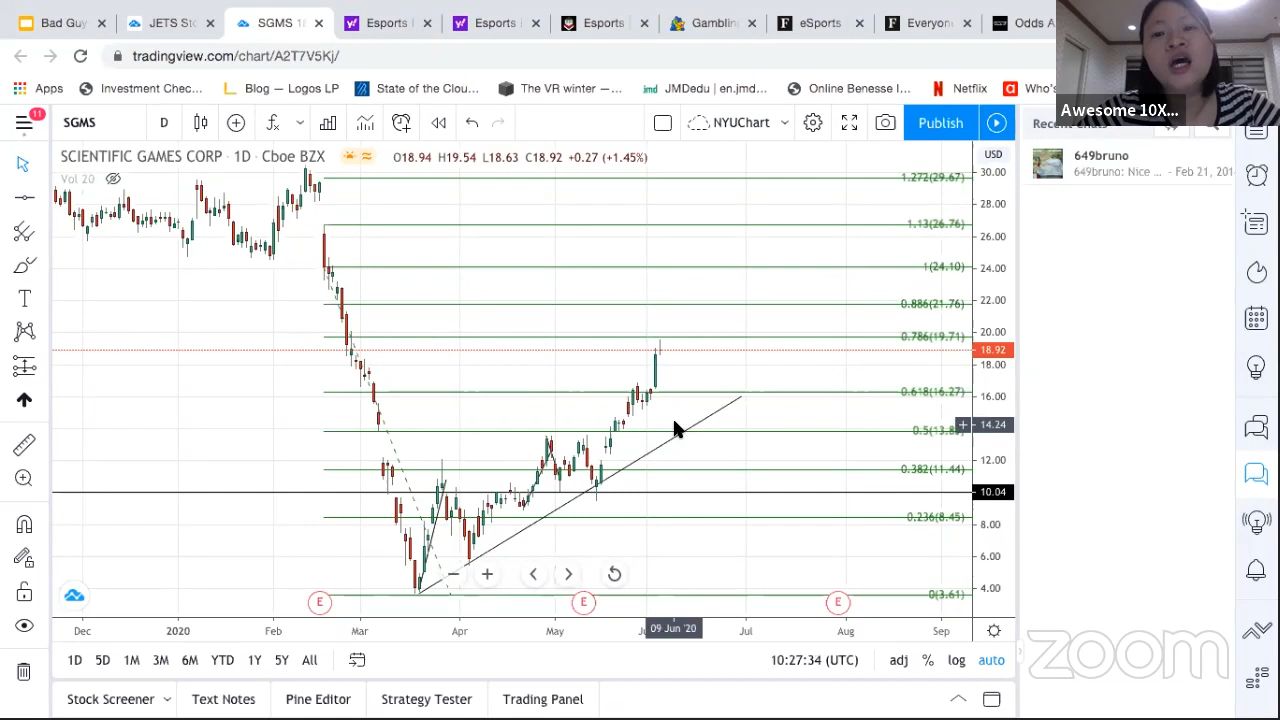 Bad Guy
JETS St
SGMS 18
Esports
Esports i
Esports
Gamblin
eSports
Everyone
Odds A
tradingview.com/chart/A2T7V5Kj/
Apps
Investment Chec...
Blog – Logos LP
State of the Clou...
The VR winter –...
JMDedu | en.jmd...
Online Benesse I...
Netflix
Who's
Awesome 10X...
11
SGMS
D
NYUChart
Publish
Recent Chats
SCIENTIFIC GAMES CORP · 1D · Cboe BZX
O18.94 H19.54 L18.63 C18.92 +0.27 (+1.45%)
USD
Vol 20
649bruno
649bruno: Nice ... - Feb 21, 201
1.272(29.67)
30.00
28.00
1.13(26.76)
26.00
1(24.10)
24.00
0.886(21.76)
22.00
0.786(19.71)
20.00
18.92
18.00
0.618(16.27)
16.00
14.24
0.382(11.44)
12.00
10.04
0.236(8.45)
8.00
6.00
4.00
0(3.61)
E
E
E
Dec
2020
Feb
Mar
Apr
May
09 Jun '20
Jul
Aug
Sep
1D
5D
1M
3M
6M
YTD
1Y
5Y
All
10:27:34 (UTC)
adj
%
log
auto
Stock Screener
Text Notes
Pine Editor
Strategy Tester
Trading Panel
zoom